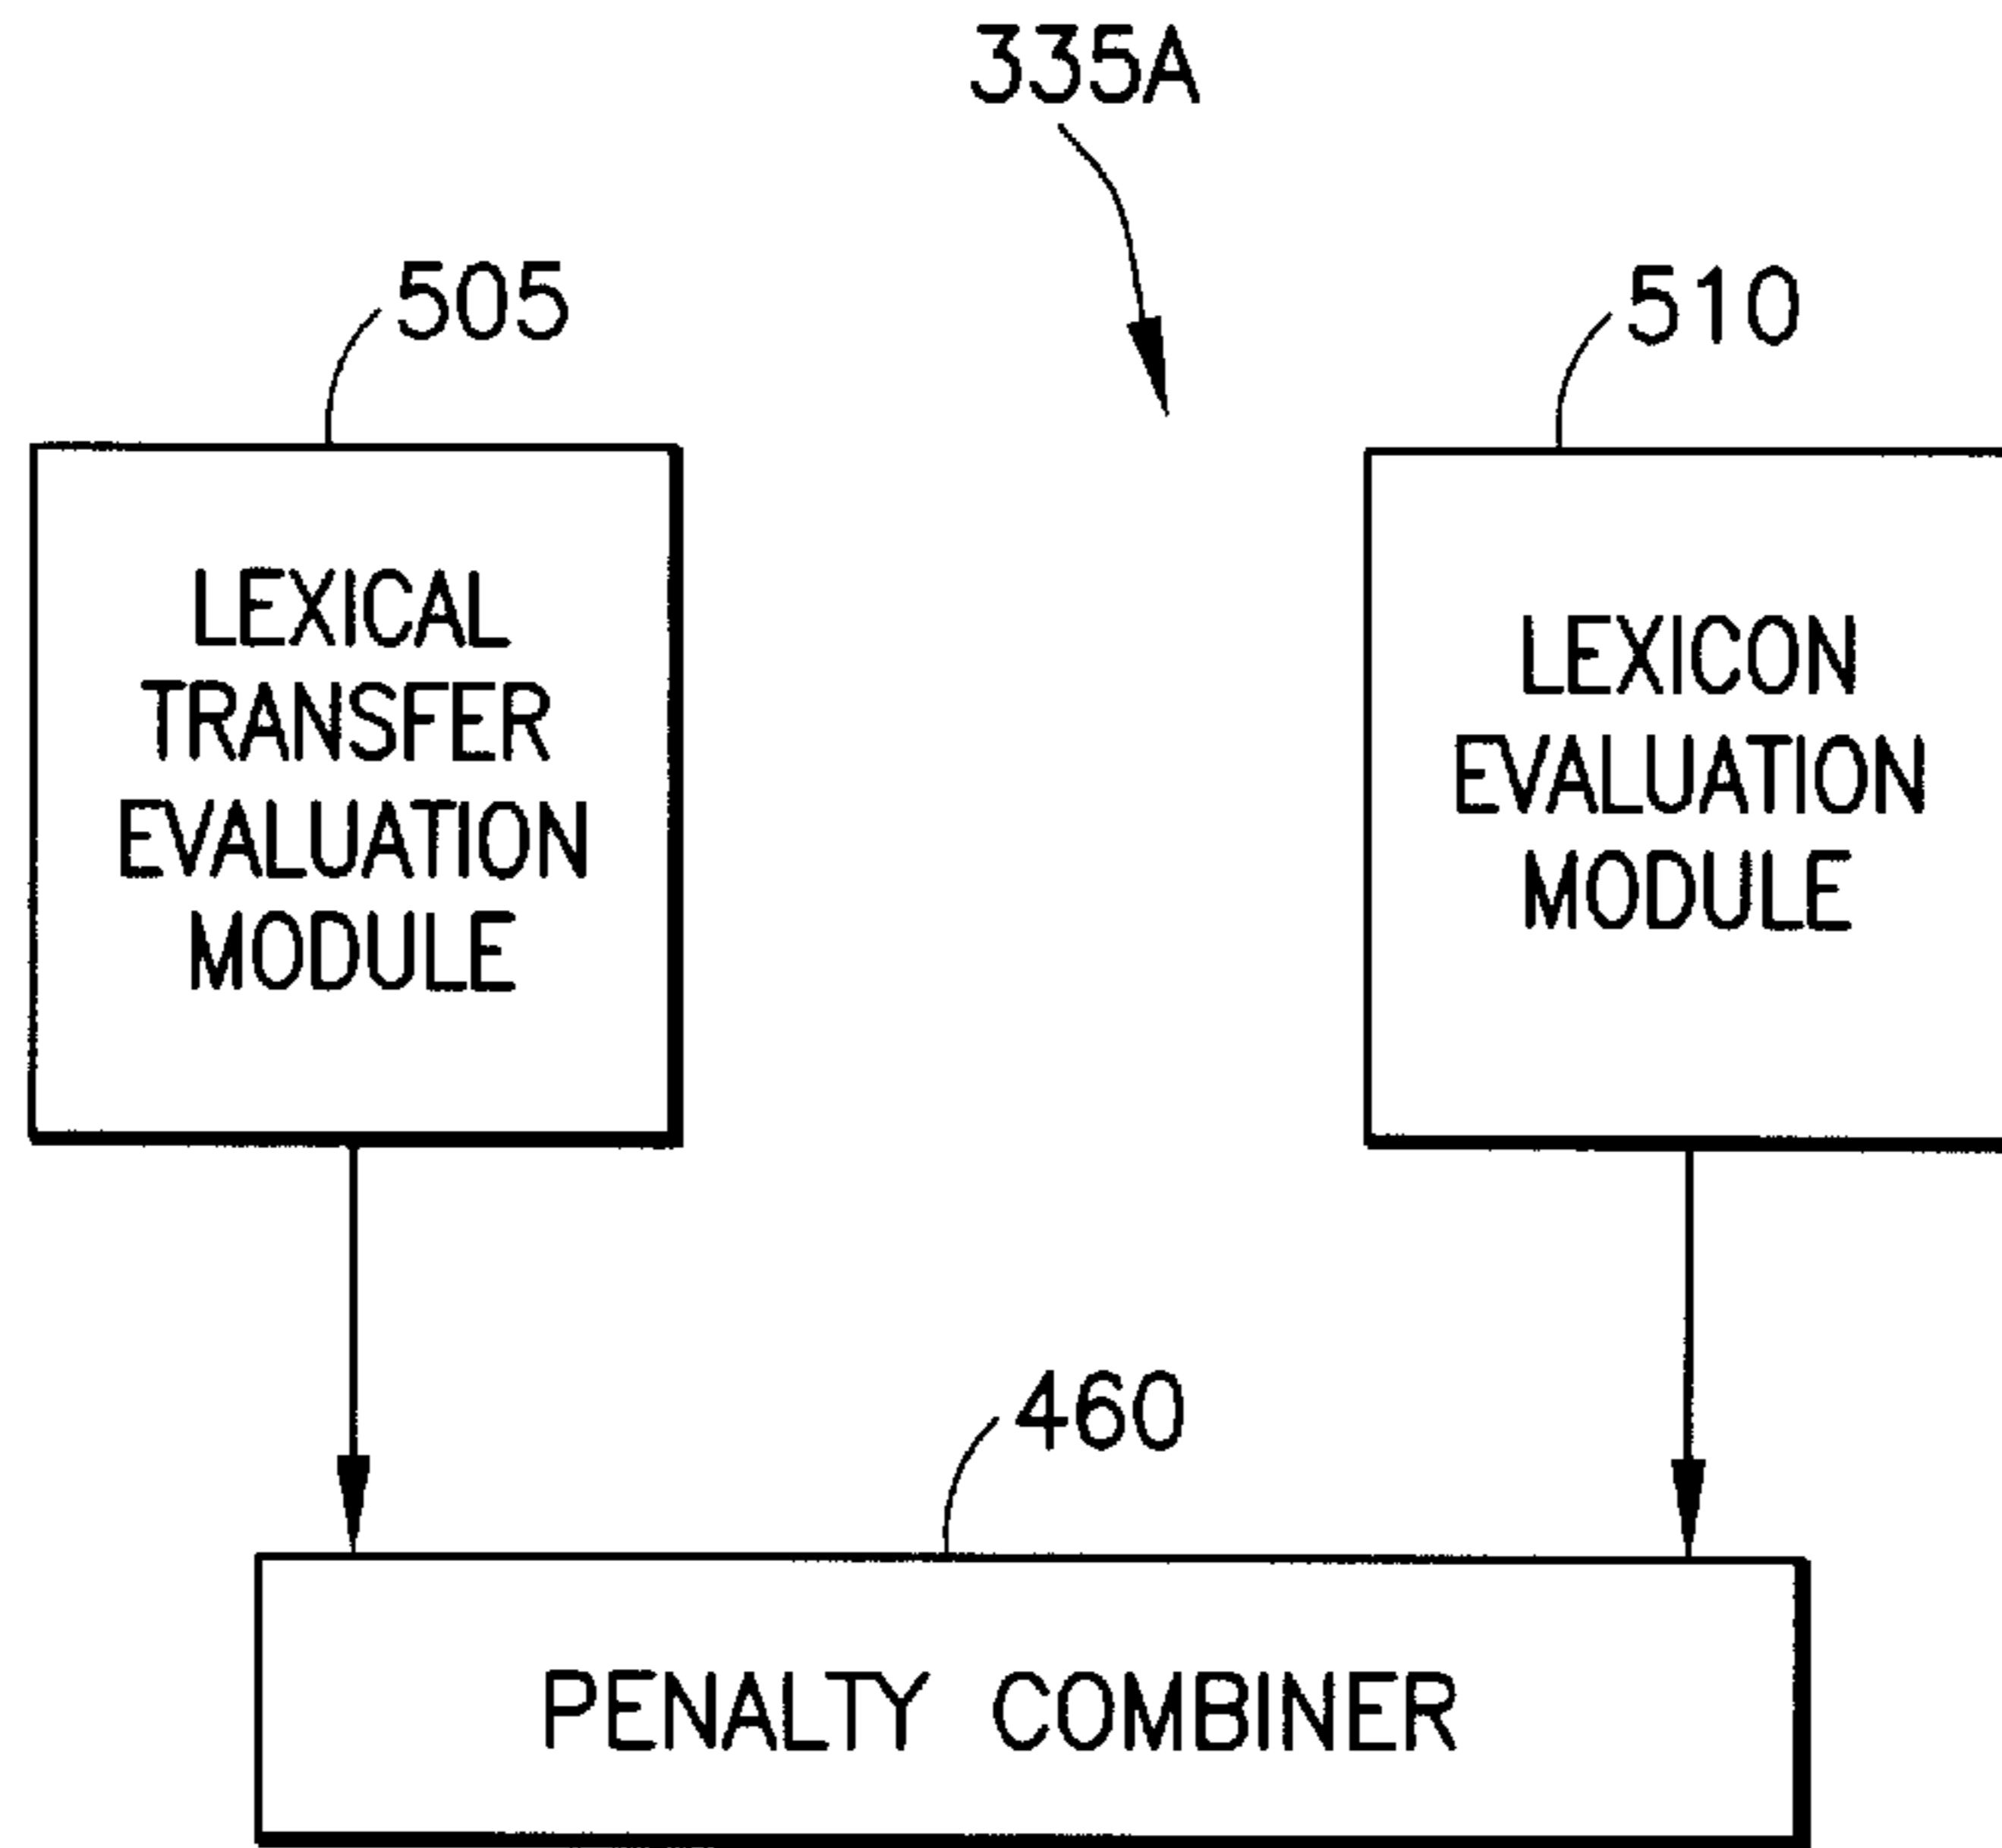 335A
505
510
LEXICAL
TRANSFER
EVALUATION
MODULE
LEXICON
EVALUATION
MODULE
460
PENALTY COMBINER